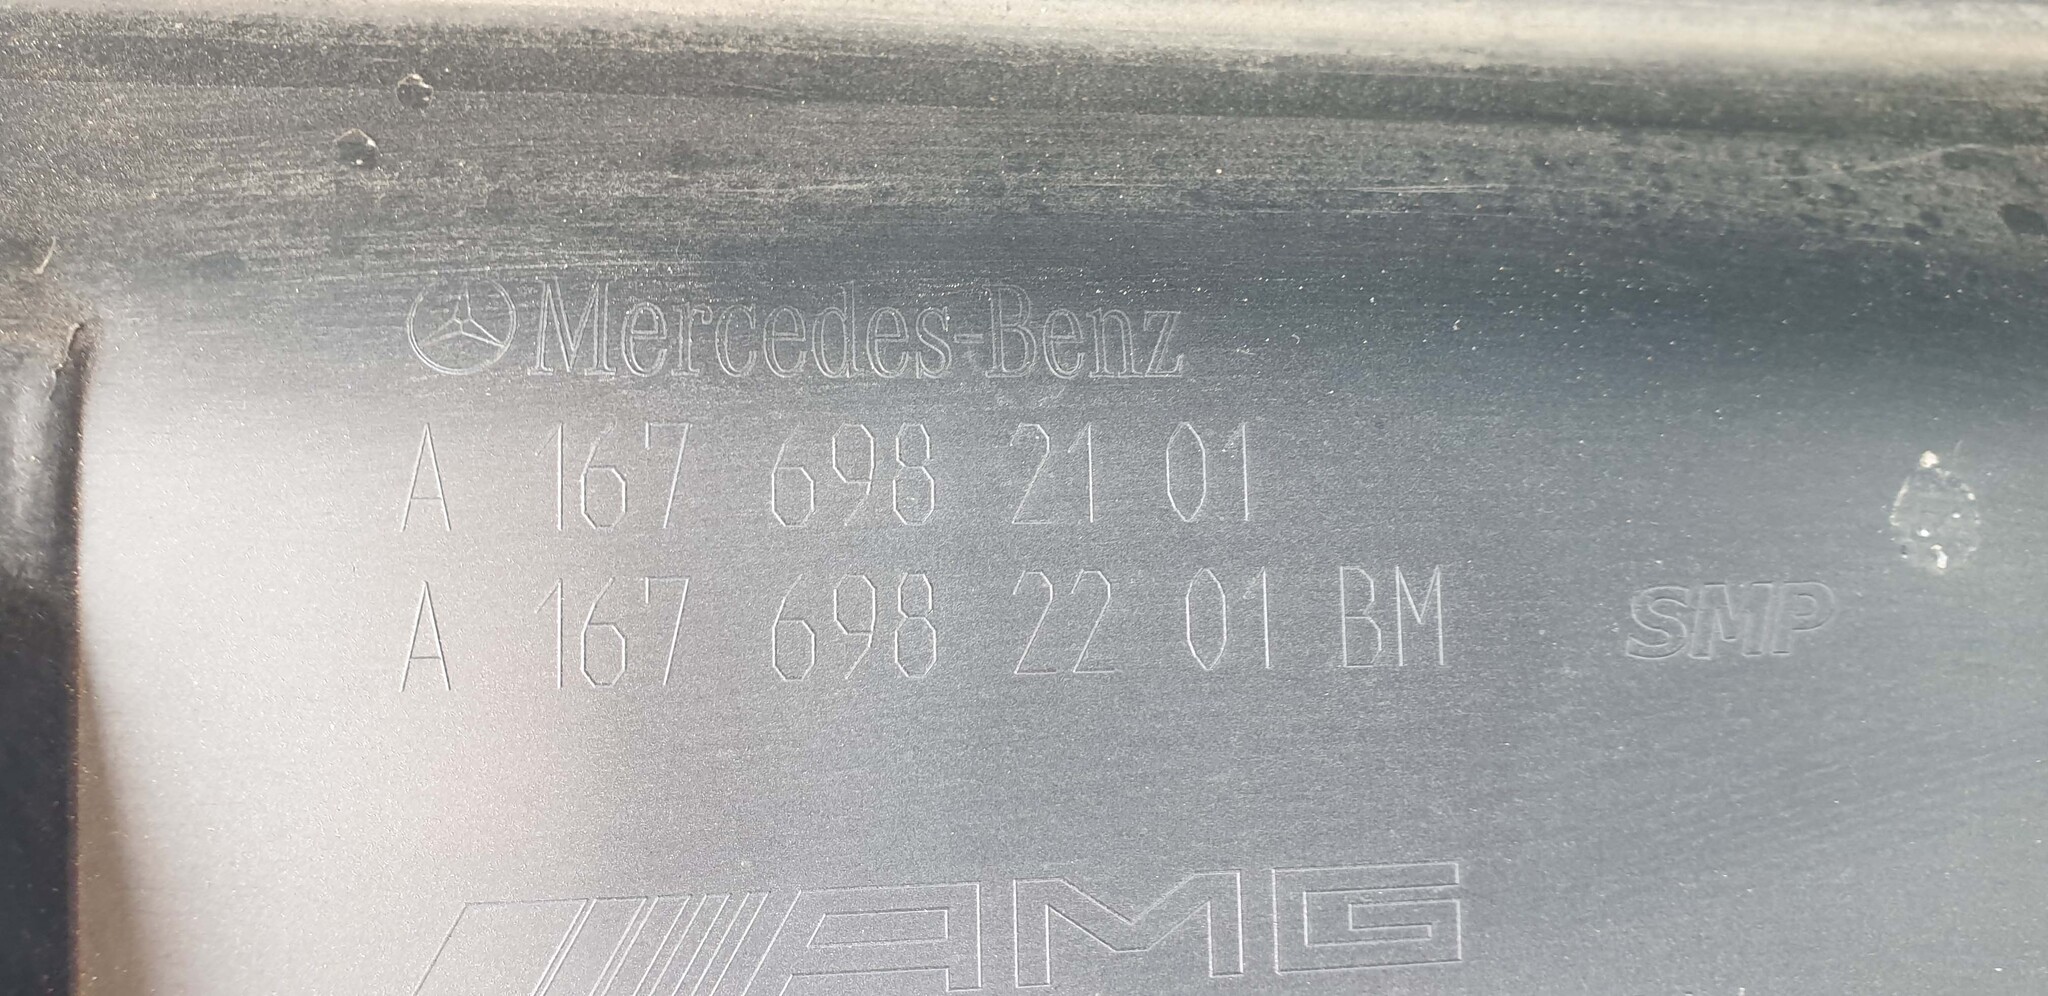 Mercedes-Benz
A 167 698 21 01
A 167 698 22 01 BM
SMP
AMG